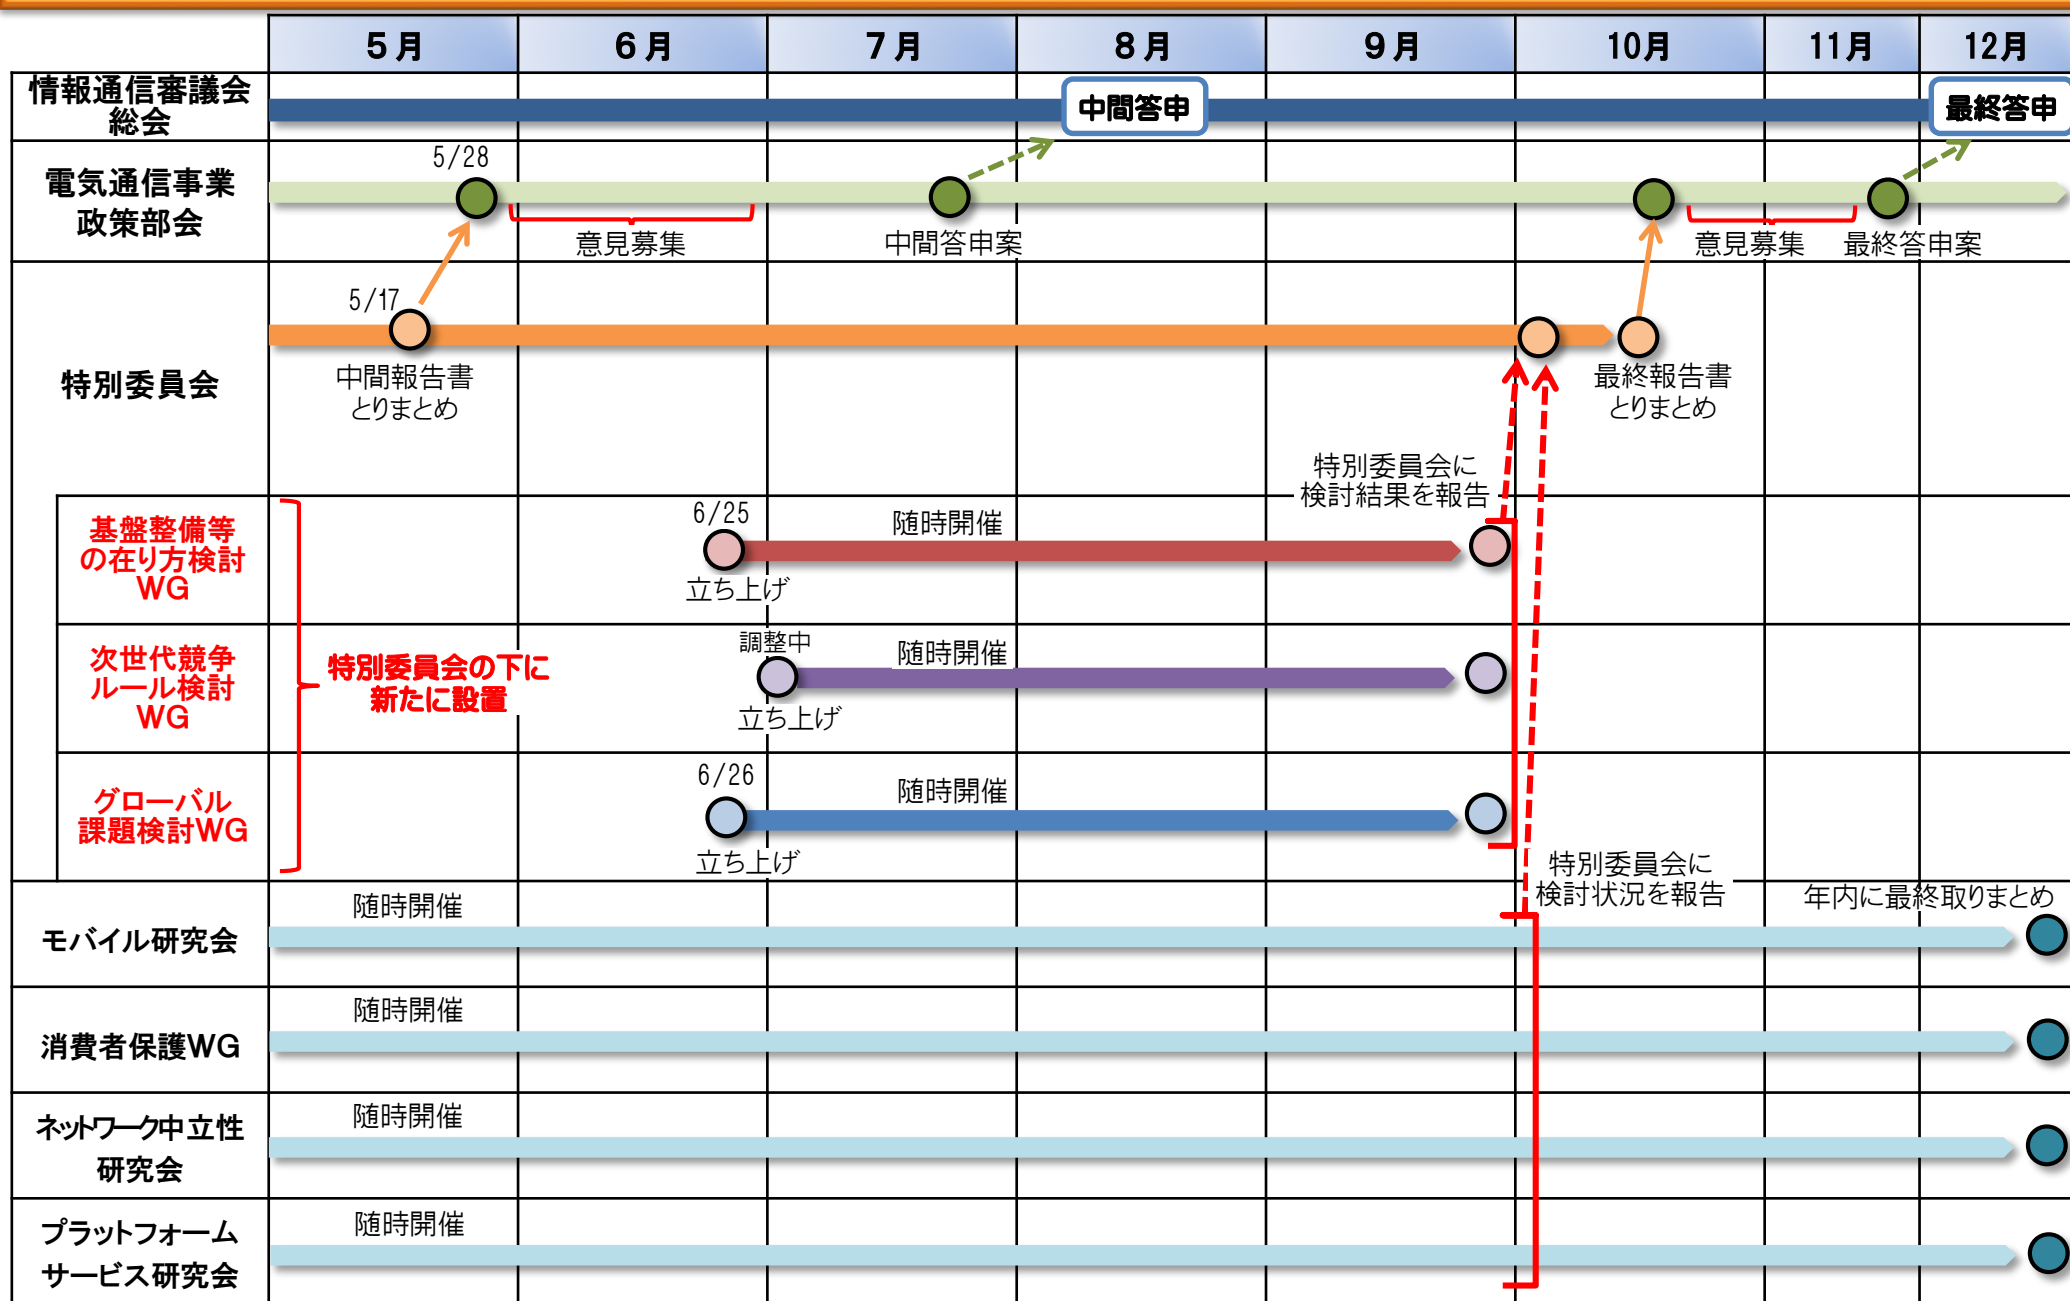 5月 6月 7月 8月 9月 10月 11月 12月
情報通信審議会
総会
中間答申
最終答申
電気通信事業
政策部会
5/28
意見募集
中間答申案
意見募集
最終答申案
特別委員会
5/17
中間報告書
とりまとめ
最終報告書
とりまとめ
特別委員会に
検討結果を報告
基盤整備等
の在り方検討
WG
6/25
立ち上げ
随時開催
特別委員会の下に
新たに設置
次世代競争
ルール検討
WG
調整中
立ち上げ
随時開催
グローバル
課題検討WG
6/26
立ち上げ
随時開催
特別委員会に
検討状況を報告
年内に最終取りまとめ
モバイル研究会
随時開催
消費者保護WG
随時開催
ネットワーク中立性
研究会
随時開催
プラットフォーム
サービス研究会
随時開催